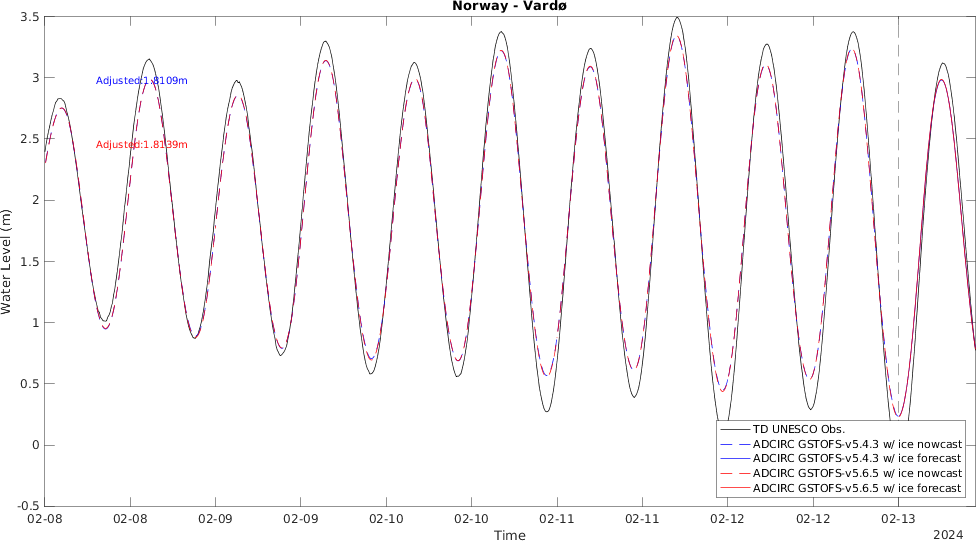 Norway - Vardø
3.5
3
2.5
2
1.5
1
0.5
0
-0.5
Water Level (m)
Adjusted:1.8109m
Adjusted:1.8139m
TD UNESCO Obs.
ADCIRC GSTOFS-v5.4.3 w/ ice nowcast
ADCIRC GSTOFS-v5.4.3 w/ ice forecast
ADCIRC GSTOFS-v5.6.5 w/ ice nowcast
ADCIRC GSTOFS-v5.6.5 w/ ice forecast
02-08 02-08 02-09 02-09 02-10 02-10 02-11 02-11 02-12 02-12 02-13
Time
2024